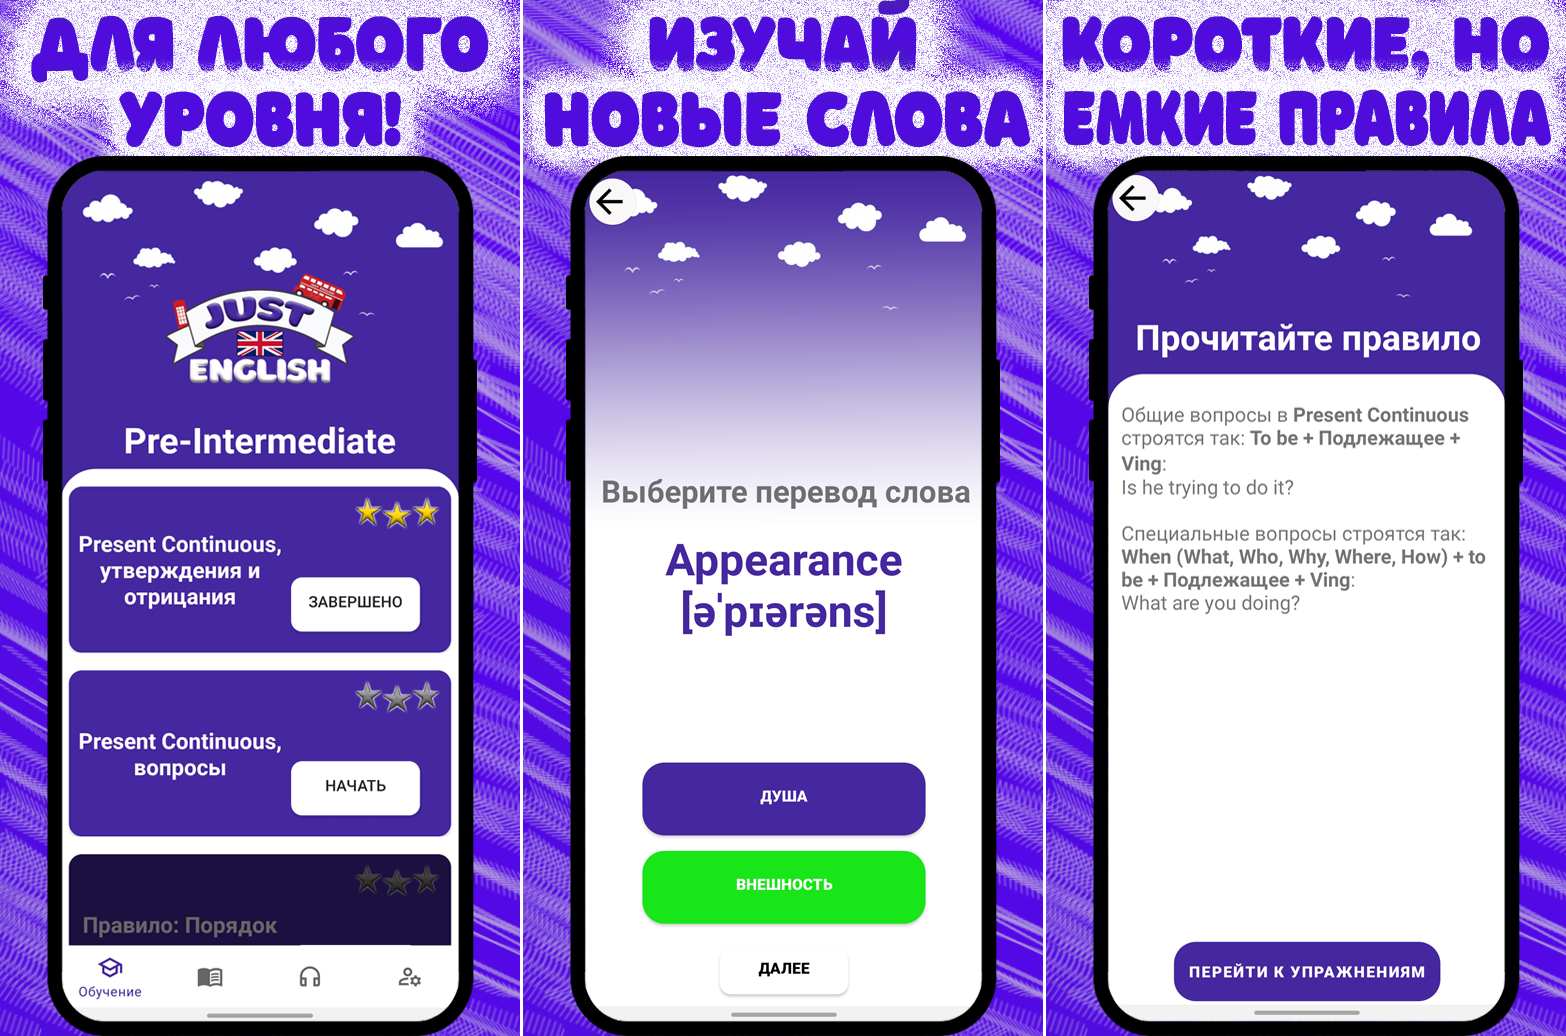 ДЛЯ ЛЮБОГО
УРОВНЯ!
JUST
ENGLISH
Pre-Intermediate
Present Continuous,
утверждения и
отрицания
ЗАВЕРШЕНО
Present Continuous,
вопросы
НАЧАТЬ
Правило: Порядок
Обучение
ИЗУЧАЙ
НОВЫЕ СЛОВА
Выберите перевод слова
Appearance
[ə'pɪərəns]
ДУША
ВНЕШНОСТЬ
ДАЛЕЕ
КОРОТКИЕ, НО
ЕМКИЕ ПРАВИЛА
Прочитайте правило
Общие вопросы в Present Continuous
строятся так: To be + Подлежащее +
Ving:
Is he trying to do it?
Специальные вопросы строятся так:
When (What, Who, Why, Where, How) + to
be + Подлежащее + Ving:
What are you doing?
ПЕРЕЙТИ К УПРАЖНЕНИЯМ